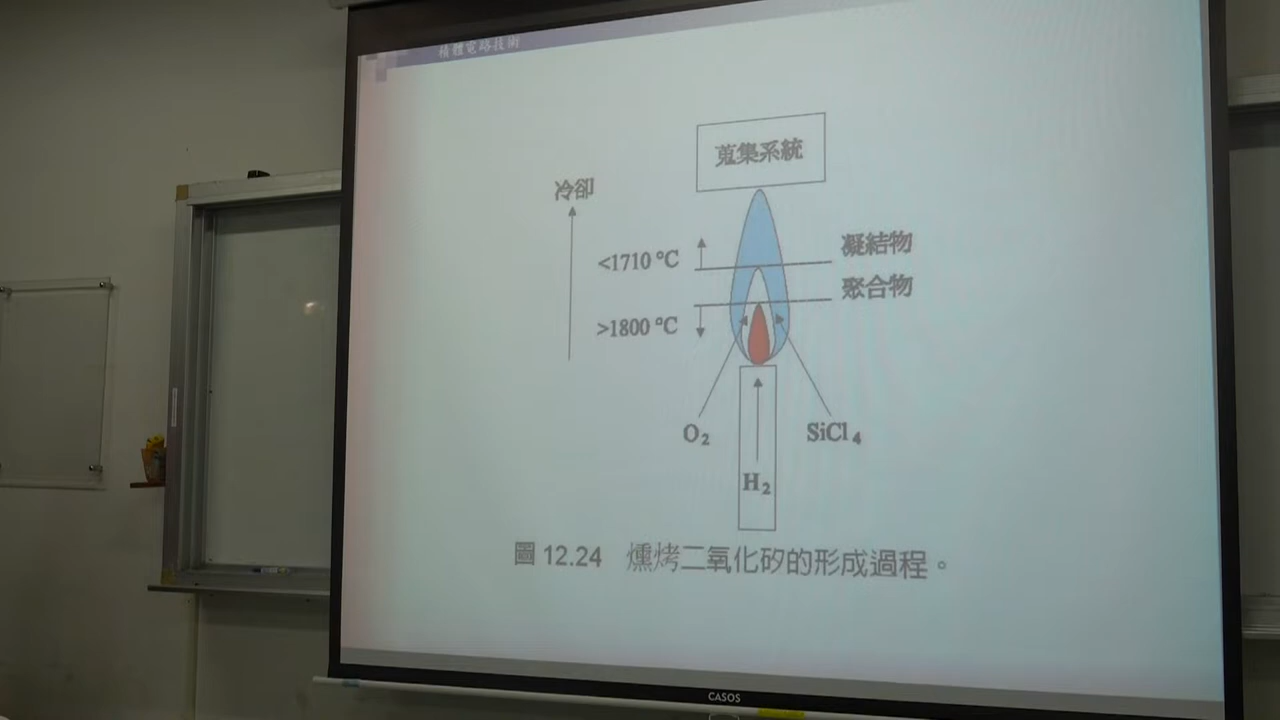 積體電路技術
蒐集系統
冷卻
<1710 °C
凝結物
聚合物
>1800 °C
O₂
SiCl₄
H₂
圖 12.24 燻烤二氧化矽的形成過程。
CASOS